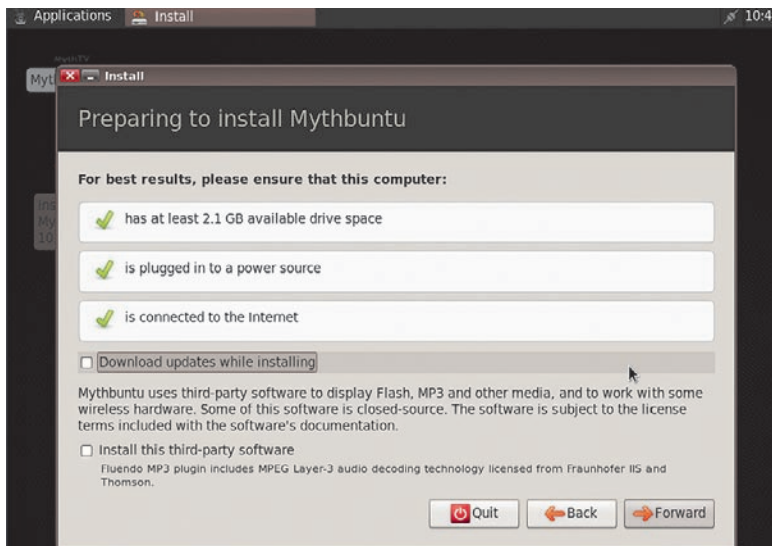 Applications Install 10:4
MythTV
Myt
Install
Preparing to install Mythbuntu
For best results, please ensure that this computer:
Ins
My
10
has at least 2.1 GB available drive space
is plugged in to a power source
is connected to the Internet
Download updates while installing
Mythbuntu uses third-party software to display Flash, MP3 and other media, and to work with some
wireless hardware. Some of this software is closed-source. The software is subject to the license
terms included with the software's documentation.
Install this third-party software
Fluendo MP3 plugin includes MPEG Layer-3 audio decoding technology licensed from Fraunhofer IIS and
Thomson.
Quit Back Forward